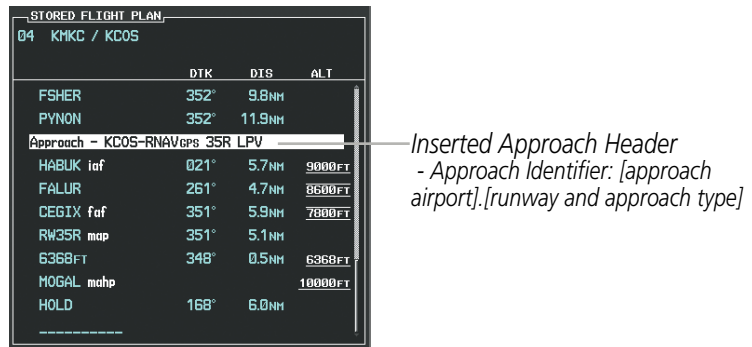 STORED FLIGHT PLAN
04 KMKC / KCOS
DTK DIS ALT
FSHER 352° 9.8NM
PYNON 352° 11.9NM
Approach – KCOS-RNAVGPS 35R LPV
HABUK iaf 021° 5.7NM 9000FT
FALUR 261° 4.7NM 8600FT
CEGIX faf 351° 5.9NM 7800FT
RW35R map 351° 5.1NM
6368FT 348° 0.5NM 6368FT
MOGAL mahp 10000FT
HOLD 168° 6.0NM
__________
Inserted Approach Header
- Approach Identifier: [approach
airport].[runway and approach type]